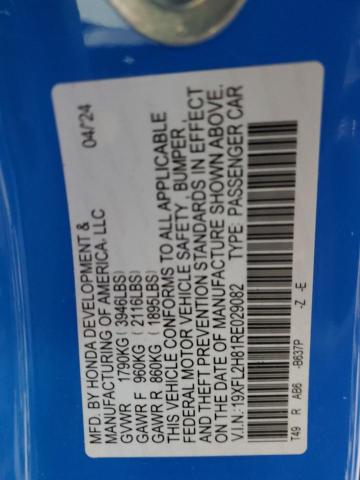 MFD. BY HONDA DEVELOPMENT & 04/24
MANUFACTURING OF AMERICA, LLC
GVWR 1790KG (3946LBS)
GAWR F 960KG (2116LBS)
GAWR R 860KG (1895LBS)
THIS VEHICLE CONFORMS TO ALL APPLICABLE
FEDERAL MOTOR VEHICLE SAFETY, BUMPER,
AND THEFT PREVENTION STANDARDS IN EFFECT
ON THE DATE OF MANUFACTURE SHOWN ABOVE.
V.I.N.: 19XFL2H81RE029082 TYPE: PASSENGER CAR
T49 R AB6 -B637P -Z -E